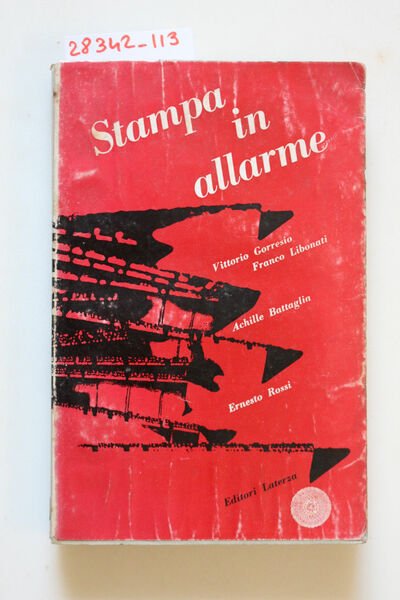 28342-113
Stampa
in
allarme
Vittorio Gorresio
Franco Libonati
Achille Battaglia
Ernesto Rossi
Editori Laterza